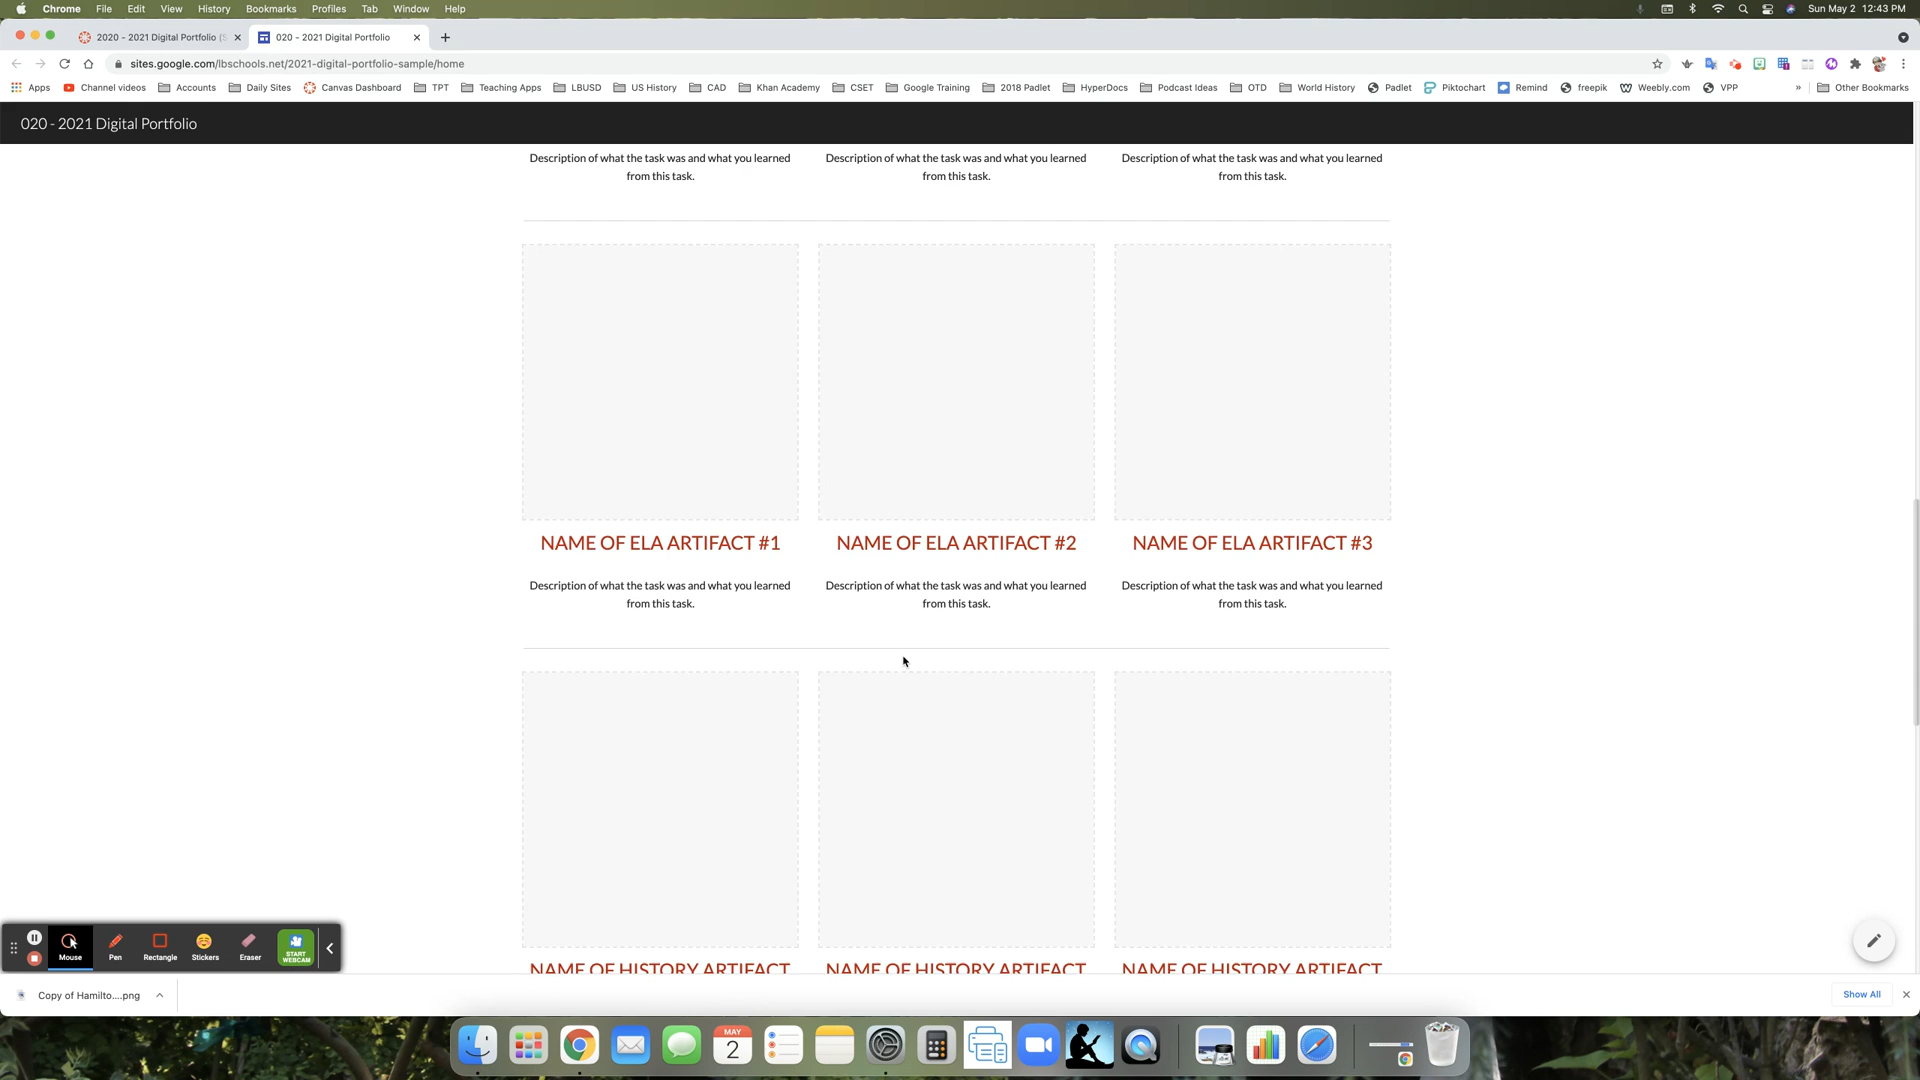 Chrome File Edit View History Bookmarks Profiles Tab Window Help Sun May 2 12:43 PM
2020 - 2021 Digital Portfolio (S 020 - 2021 Digital Portfolio
sites.google.com/lbschools.net/2021-digital-portfolio-sample/home
Apps Channel videos Accounts Daily Sites Canvas Dashboard TPT Teaching Apps LBUSD US History CAD Khan Academy CSET Google Training 2018 Padlet HyperDocs Podcast Ideas OTD World History Padlet Piktochart Remind freepik Weebly.com VPP » Other Bookmarks
020 - 2021 Digital Portfolio
Description of what the task was and what you learned Description of what the task was and what you learned Description of what the task was and what you learned
from this task. from this task. from this task.
NAME OF ELA ARTIFACT #1 NAME OF ELA ARTIFACT #2 NAME OF ELA ARTIFACT #3
Description of what the task was and what you learned Description of what the task was and what you learned Description of what the task was and what you learned
from this task. from this task. from this task.
NAME OF HISTORY ARTIFACT NAME OF HISTORY ARTIFACT NAME OF HISTORY ARTIFACT
Mouse Pen Rectangle Stickers Eraser START
WEBCAM
Copy of Hamilto....png Show All
MAY
2